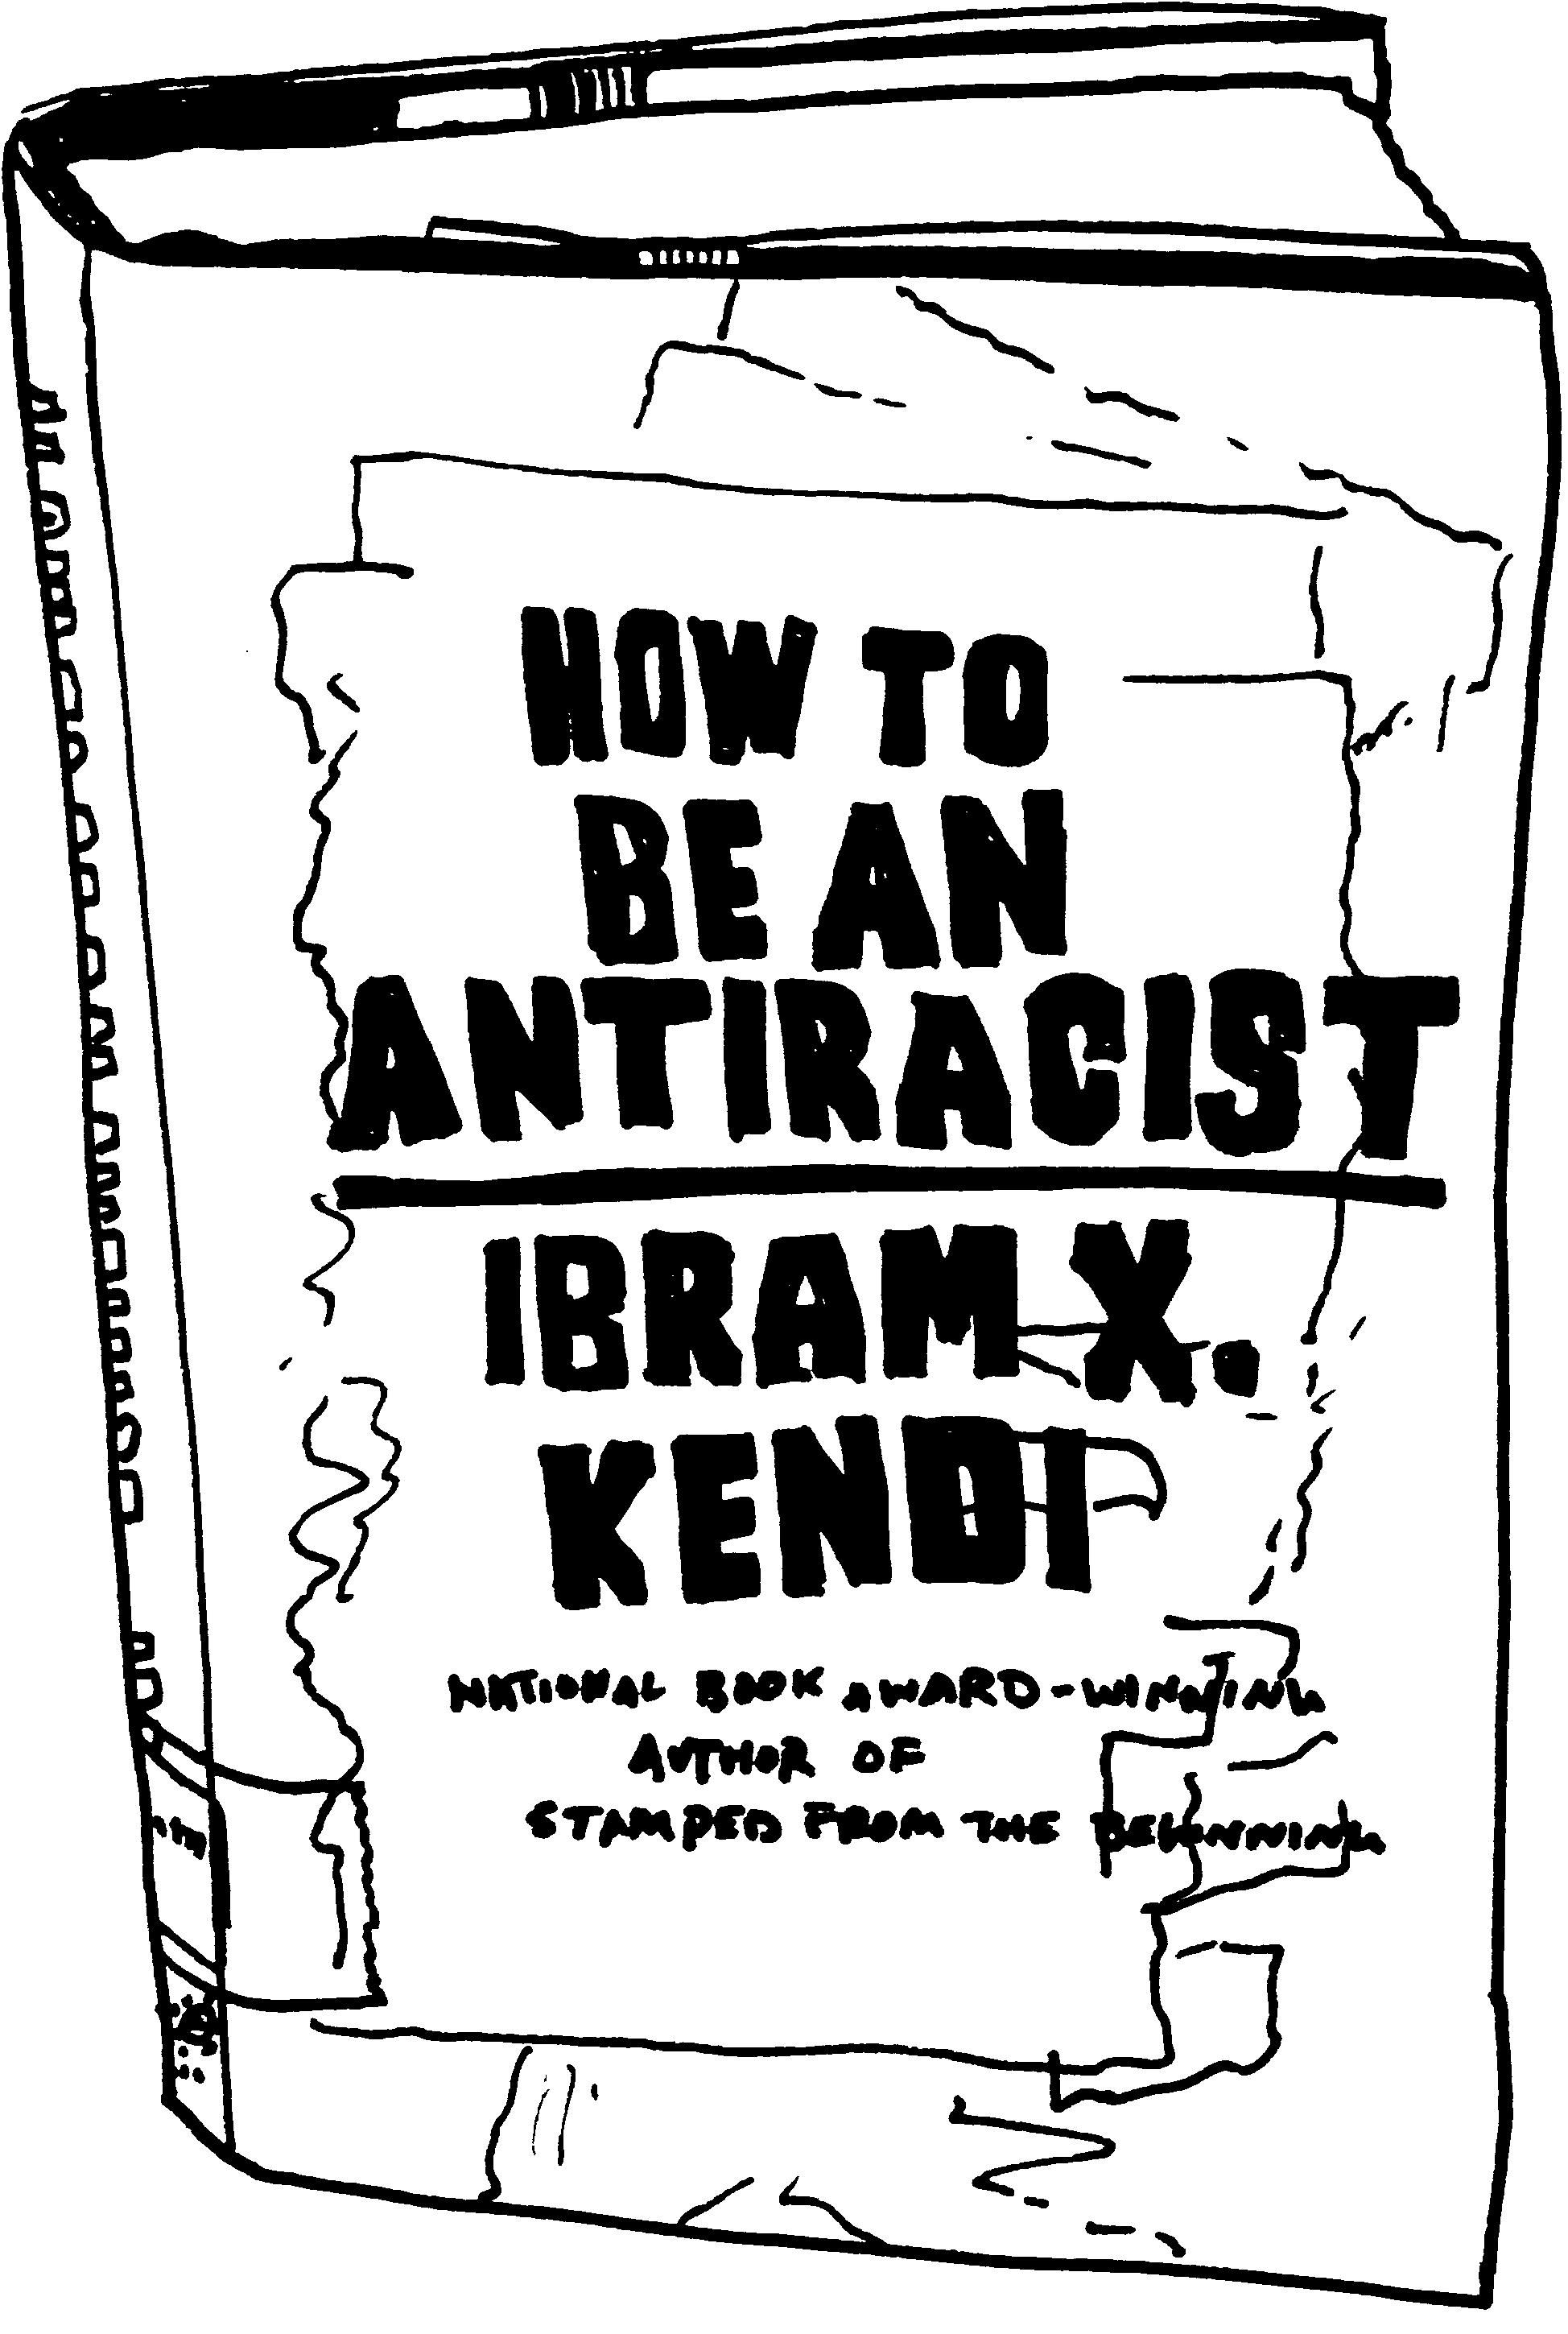 HOW TO
BE AN
ANTIRACIST
IBRAM X.
KENDI
NATIONAL BOOK AWARD-WINNING
AUTHOR OF
STAMPED FROM THE BEGINNING